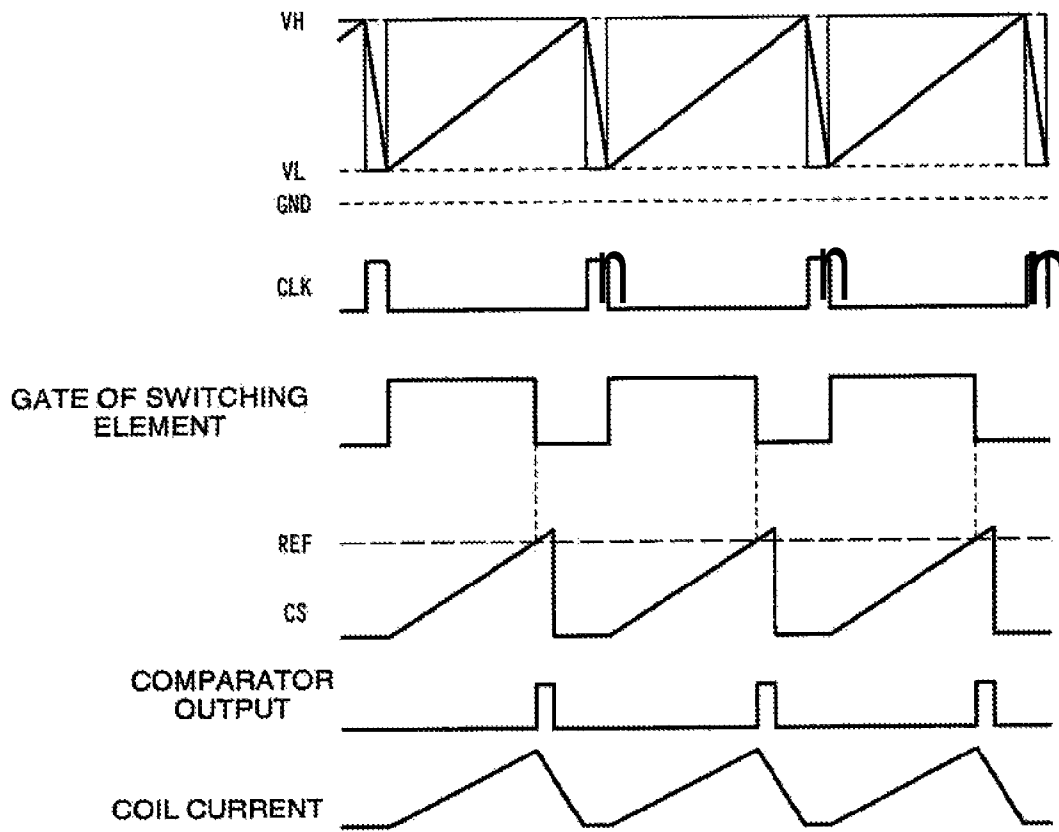 VH
VL
GND
CLK
GATE OF SWITCHING
ELEMENT
REF
CS
COMPARATOR
OUTPUT
COIL CURRENT